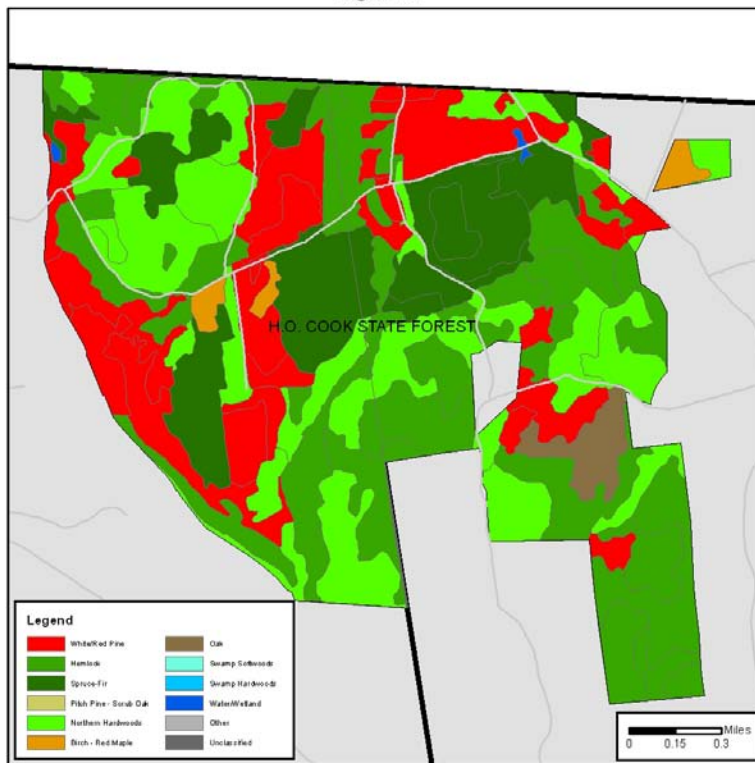 H.O. COOK STATE FOREST
Legend
White/Red Pine
Hemlock
Spruce-Fir
Pitch Pine - Scrub Oak
Northern Hardwoods
Birch - Red Maple
Oak
Swamp Softwoods
Swamp Hardwoods
Water/Wetland
Other
Unclassified
Miles
0 0.15 0.3